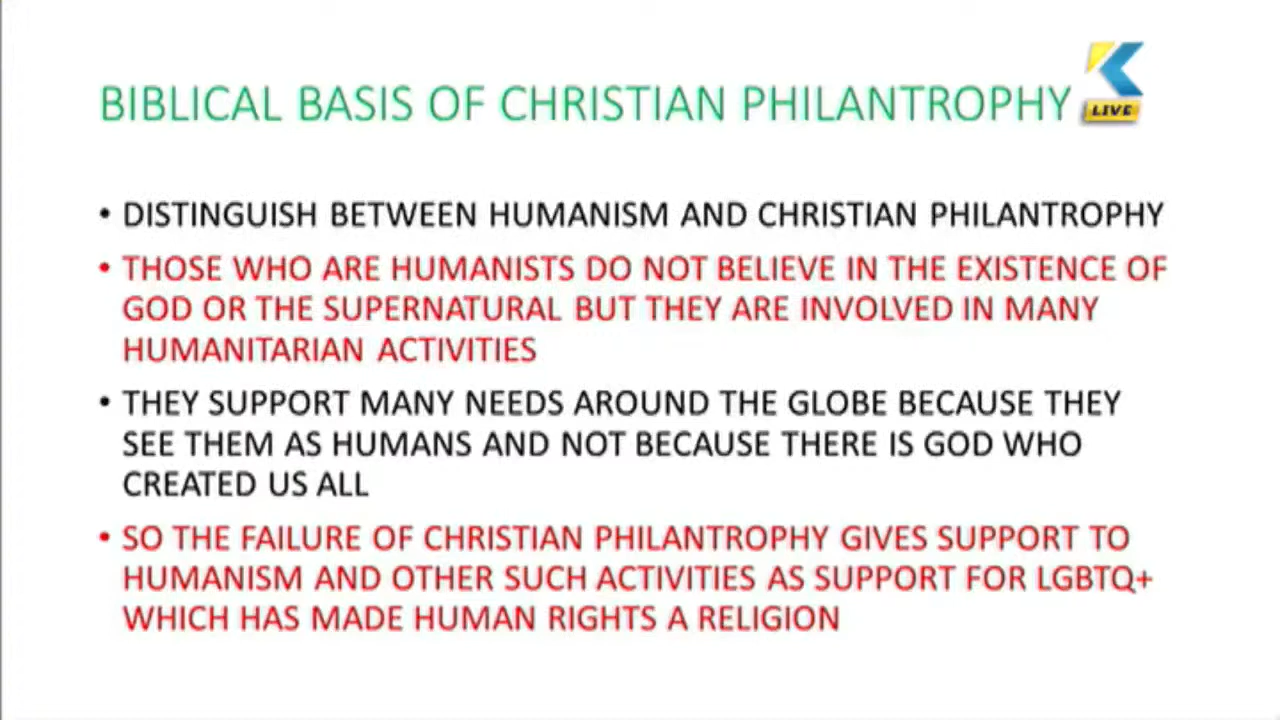 BIBLICAL BASIS OF CHRISTIAN PHILANTROPHY
LIVE
• DISTINGUISH BETWEEN HUMANISM AND CHRISTIAN PHILANTROPHY
• THOSE WHO ARE HUMANISTS DO NOT BELIEVE IN THE EXISTENCE OF
GOD OR THE SUPERNATURAL BUT THEY ARE INVOLVED IN MANY
HUMANITARIAN ACTIVITIES
• THEY SUPPORT MANY NEEDS AROUND THE GLOBE BECAUSE THEY
SEE THEM AS HUMANS AND NOT BECAUSE THERE IS GOD WHO
CREATED US ALL
• SO THE FAILURE OF CHRISTIAN PHILANTROPHY GIVES SUPPORT TO
HUMANISM AND OTHER SUCH ACTIVITIES AS SUPPORT FOR LGBTQ+
WHICH HAS MADE HUMAN RIGHTS A RELIGION